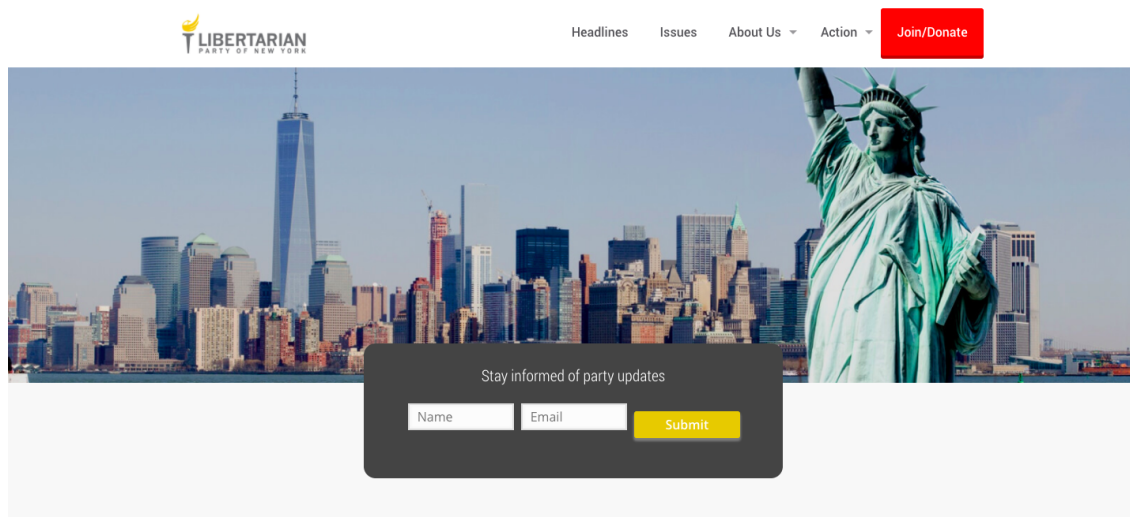 LIBERTARIAN
PARTY OF NEW YORK
Headlines Issues About Us Action Join/Donate
Stay informed of party updates
Name Email Submit